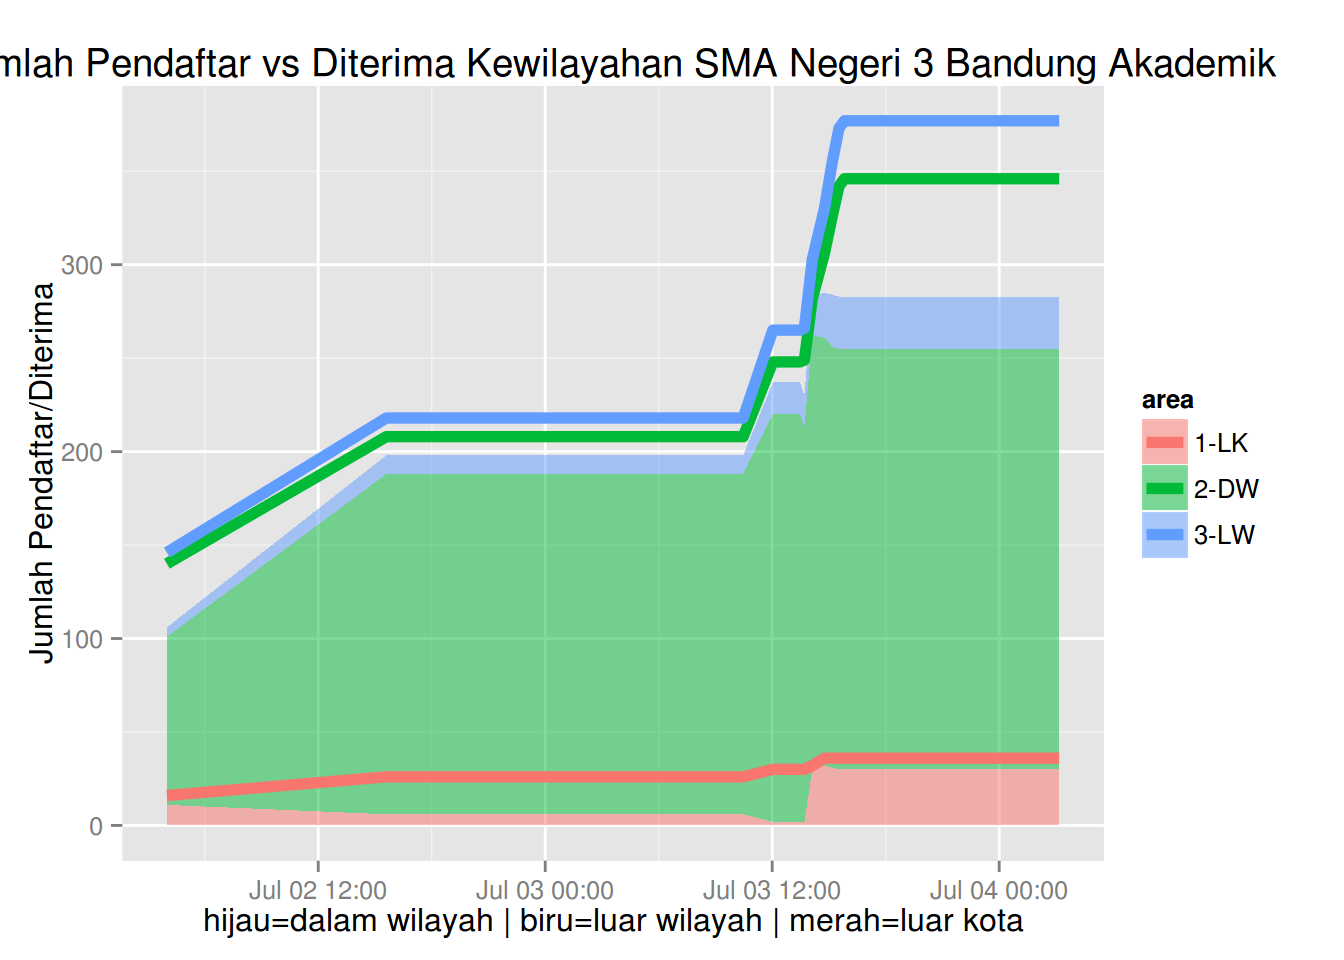 mlah Pendaftar vs Diterima Kewilayahan SMA Negeri 3 Bandung Akademik
Jumlah Pendaftar/Diterima
300
200
100
0
Jul 02 12:00
Jul 03 00:00
Jul 03 12:00
Jul 04 00:00
hijau=dalam wilayah | biru=luar wilayah | merah=luar kota
area
1-LK
2-DW
3-LW